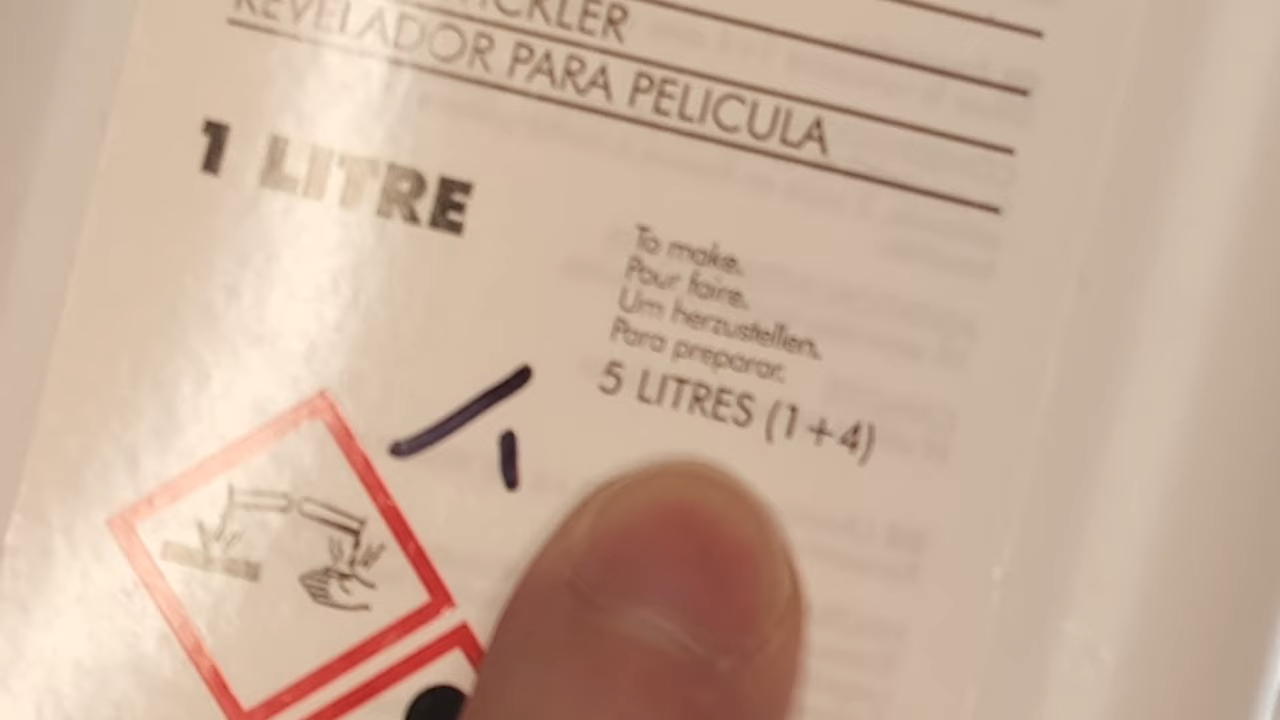 REVELADOR PARA PELICULA
1 LITRE
To make.
Pour faire.
Um herzustellen.
Para preparar.
5 LITRES (1+4)